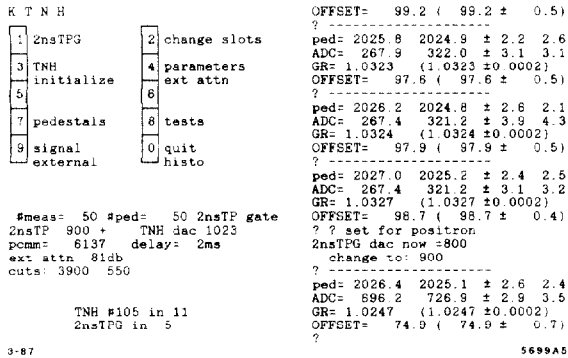 K T N H
1 2nsTPG
2 change slots
3 TNH initialize
4 parameters ext attn
5
6
7 pedestals
8 tests
9 signal external
0 quit histo
#meas= 50 #ped= 50 2nsTP gate
2nsTP 900 + TNH dac 1023
pcmm= 6137 delay= 2ms
ext attn 81db
cuts: 3900 550
TNH #105 in 11
2nsTPG in 5
3-87
OFFSET= 99.2 ( 99.2 ± 0.5)
? -------------------
ped= 2025.8 2024.9 ± 2.2 2.6
ADC= 267.9 322.0 ± 3.1 3.1
GR= 1.0323 (1.0323 ±0.0002)
OFFSET= 97.6 ( 97.6 ± 0.5)
? -------------------
ped= 2026.2 2024.8 ± 2.6 2.1
ADC= 267.4 321.2 ± 3.9 4.3
GR= 1.0324 (1.0324 ±0.0002)
OFFSET= 97.9 ( 97.9 ± 0.5)
? -------------------
ped= 2027.0 2025.2 ± 2.4 2.5
ADC= 267.4 321.2 ± 3.1 3.2
GR= 1.0327 (1.0327 ±0.0002)
OFFSET= 98.7 ( 98.7 ± 0.4)
? ? set for positron
2nsTPG dac now =800
change to: 900
? -------------------
ped= 2026.4 2025.1 ± 2.6 2.4
ADC= 696.2 726.9 ± 2.9 3.5
GR= 1.0247 (1.0247 ±0.0002)
OFFSET= 74.9 ( 74.9 ± 0.7)
?
5699A5